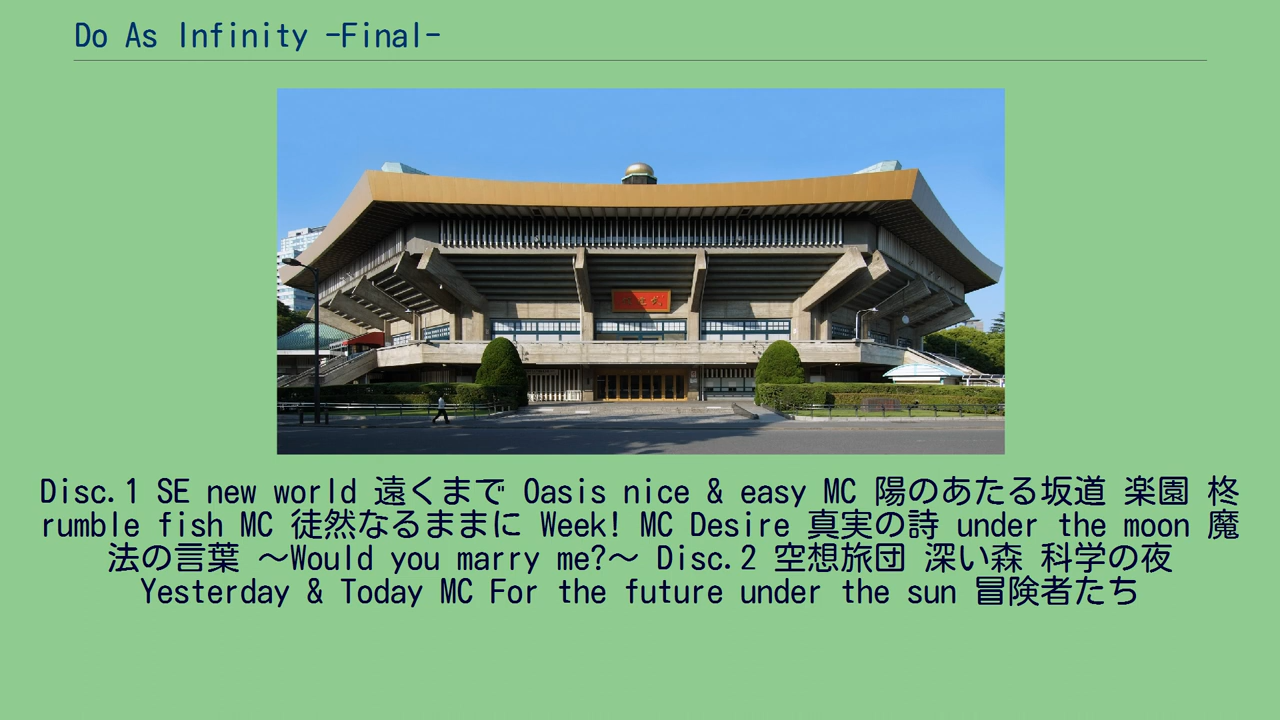 Do As Infinity -Final-
Disc.1 SE new world 遠くまで Oasis nice & easy MC 陽のあたる坂道 楽園 柊
rumble fish MC 徒然なるままに Week! MC Desire 真実の詩 under the moon 魔
法の言葉 〜Would you marry me?〜 Disc.2 空想旅団 深い森 科学の夜
Yesterday & Today MC For the future under the sun 冒険者たち